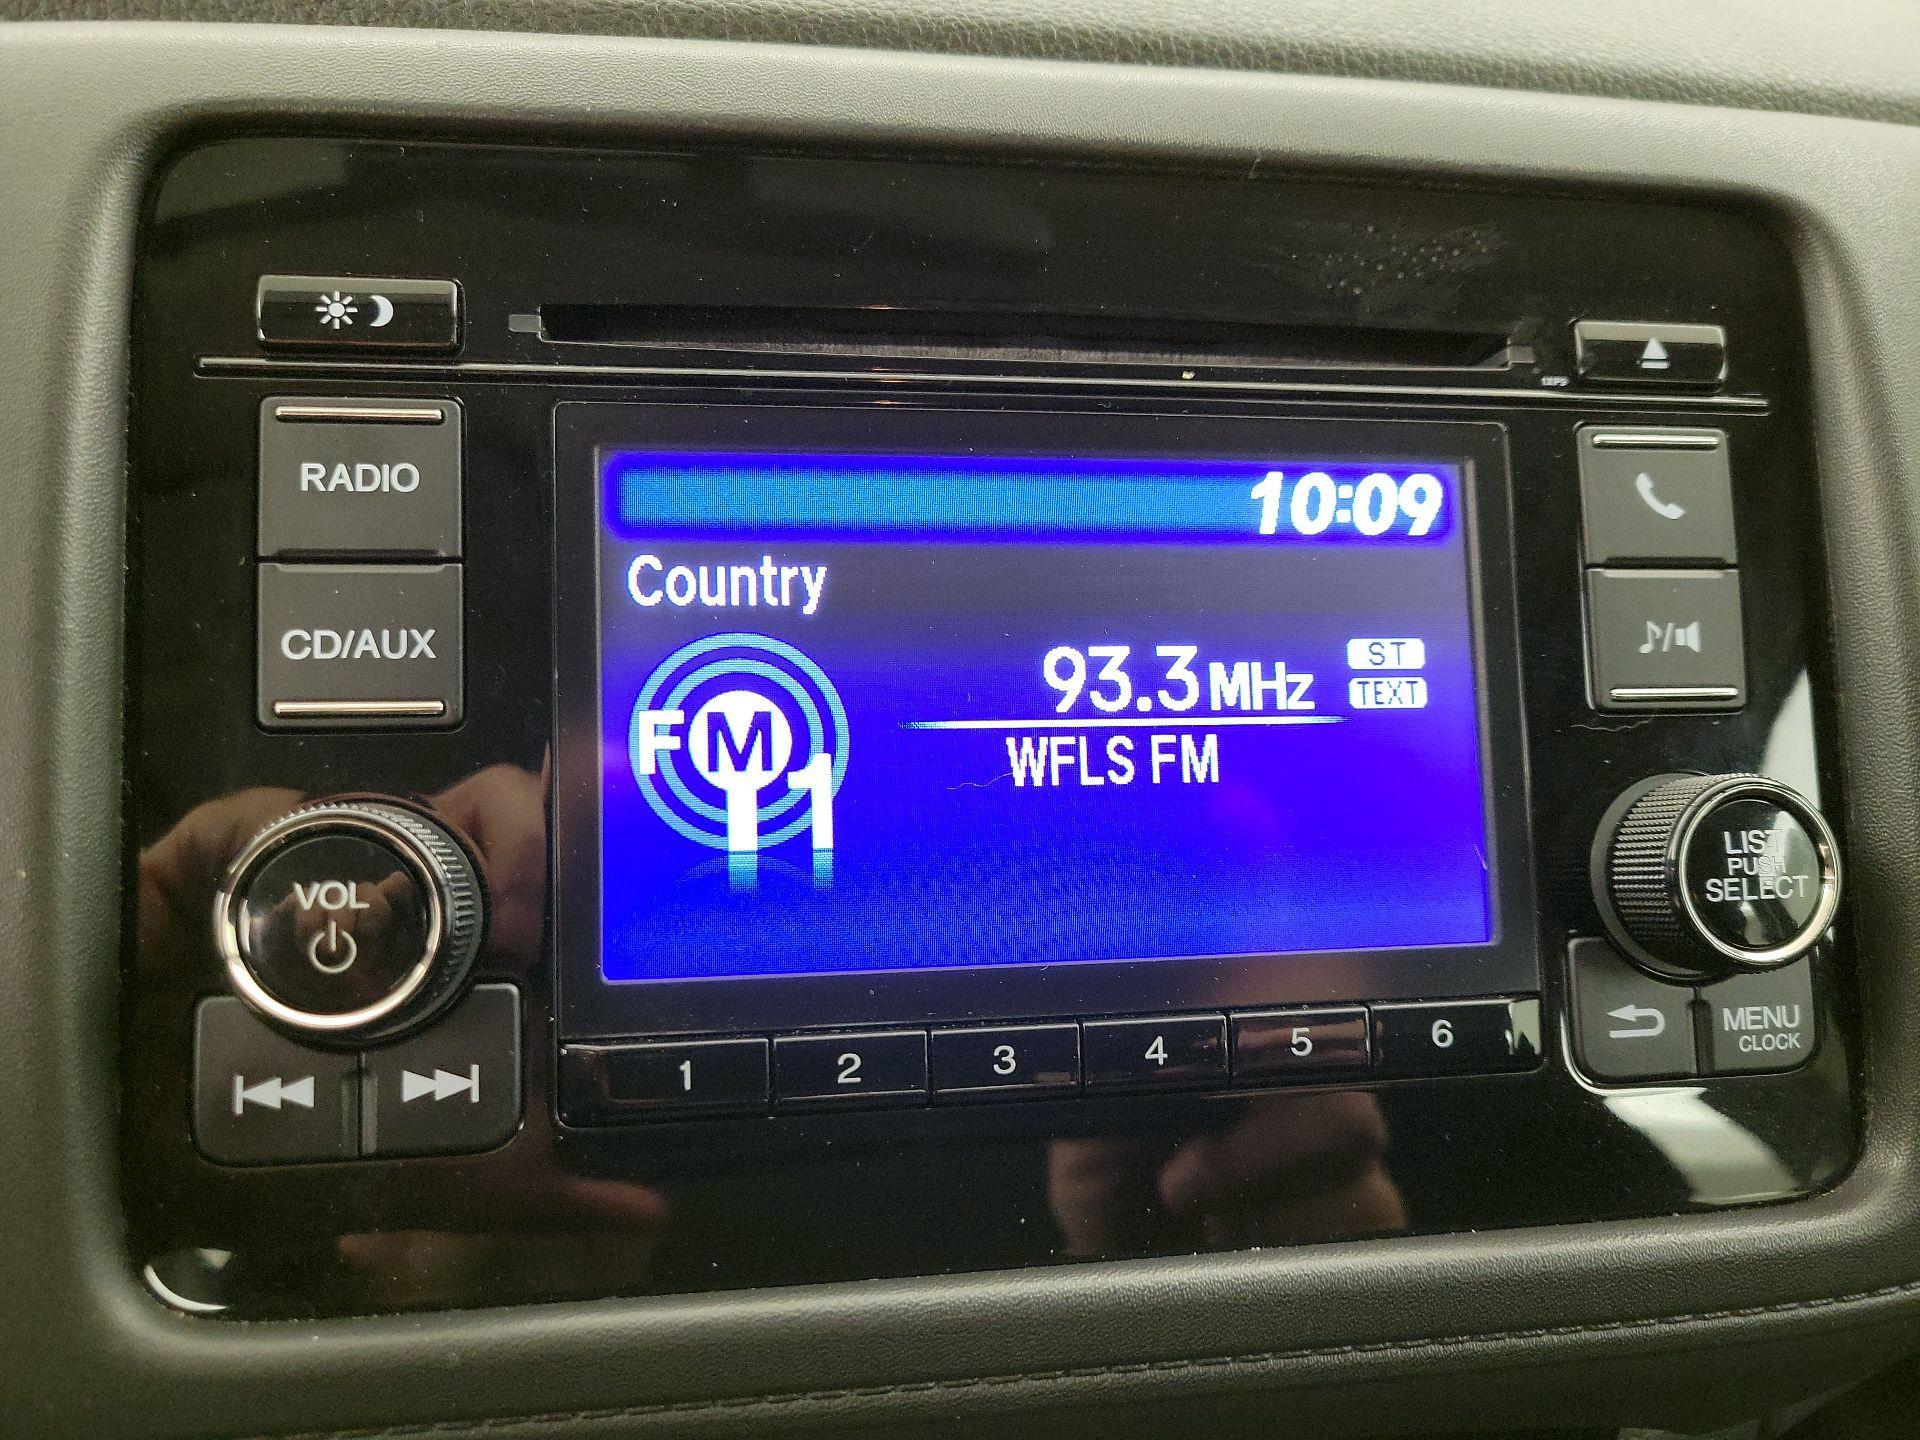 RADIO
CD/AUX
VOL
10:09
Country
FM
1
93.3 MHz
ST
TEXT
WFLS FM
1 2 3 4 5 6
LIST
PUSH
SELECT
MENU
CLOCK